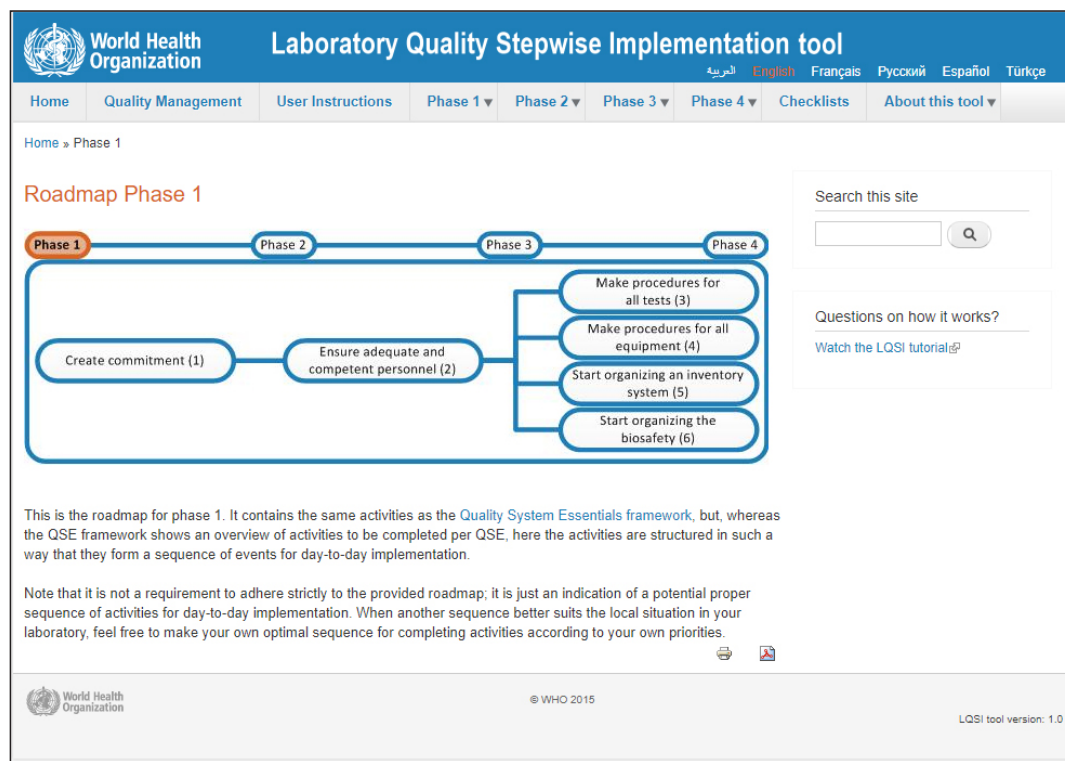 World Health
Organization
Laboratory Quality Stepwise Implementation tool
العربية English Français Русский Español Türkçe
Home Quality Management User Instructions Phase 1 Phase 2 Phase 3 Phase 4 Checklists About this tool
Home » Phase 1
Roadmap Phase 1
Phase 1 Phase 2 Phase 3 Phase 4
Create commitment (1)
Ensure adequate and
competent personnel (2)
Make procedures for
all tests (3)
Make procedures for all
equipment (4)
Start organizing an inventory
system (5)
Start organizing the
biosafety (6)
Search this site
Questions on how it works?
Watch the LQSI tutorial
This is the roadmap for phase 1. It contains the same activities as the Quality System Essentials framework, but, whereas
the QSE framework shows an overview of activities to be completed per QSE, here the activities are structured in such a
way that they form a sequence of events for day-to-day implementation.
Note that it is not a requirement to adhere strictly to the provided roadmap; it is just an indication of a potential proper
sequence of activities for day-to-day implementation. When another sequence better suits the local situation in your
laboratory, feel free to make your own optimal sequence for completing activities according to your own priorities.
World Health
Organization
© WHO 2015
LQSI tool version: 1.0